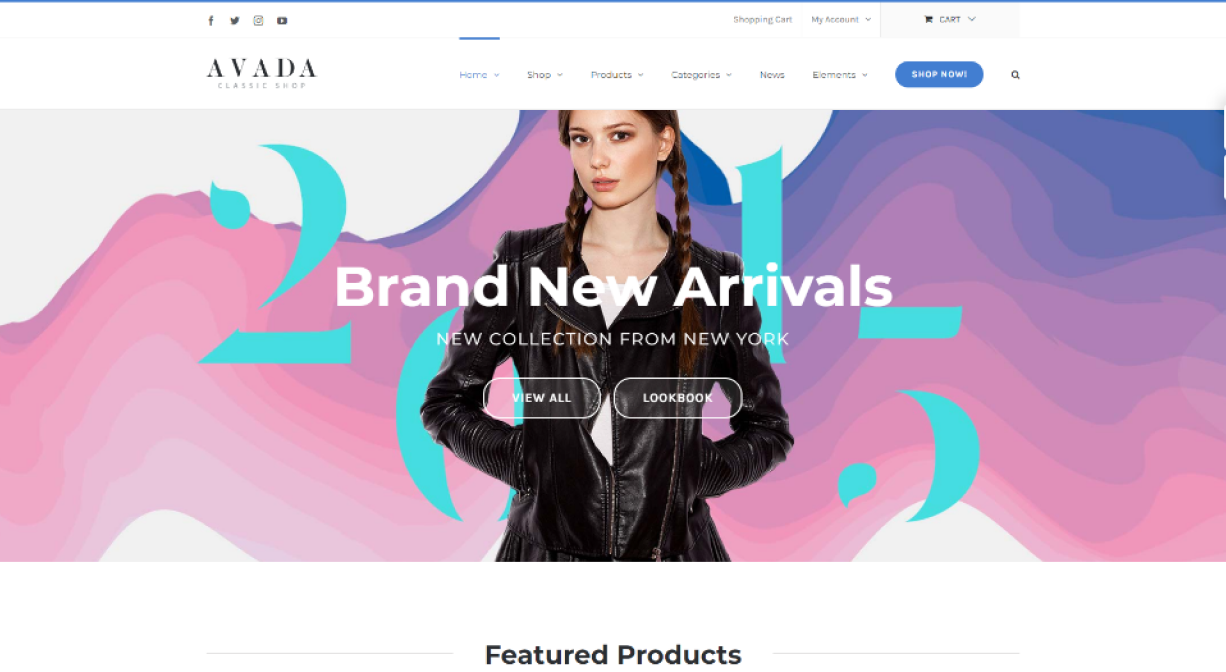 Shopping Cart My Account CART
AVADA
CLASSIC SHOP
Home Shop Products Categories News Elements SHOP NOW!
2015
Brand New Arrivals
NEW COLLECTION FROM NEW YORK
VIEW ALL LOOKBOOK
Featured Products